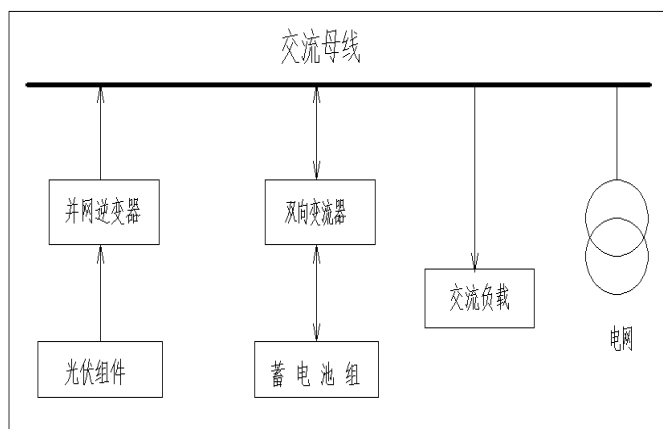 交流母线
并网逆变器
双向变流器
交流负载
电网
光伏组件
蓄电池组